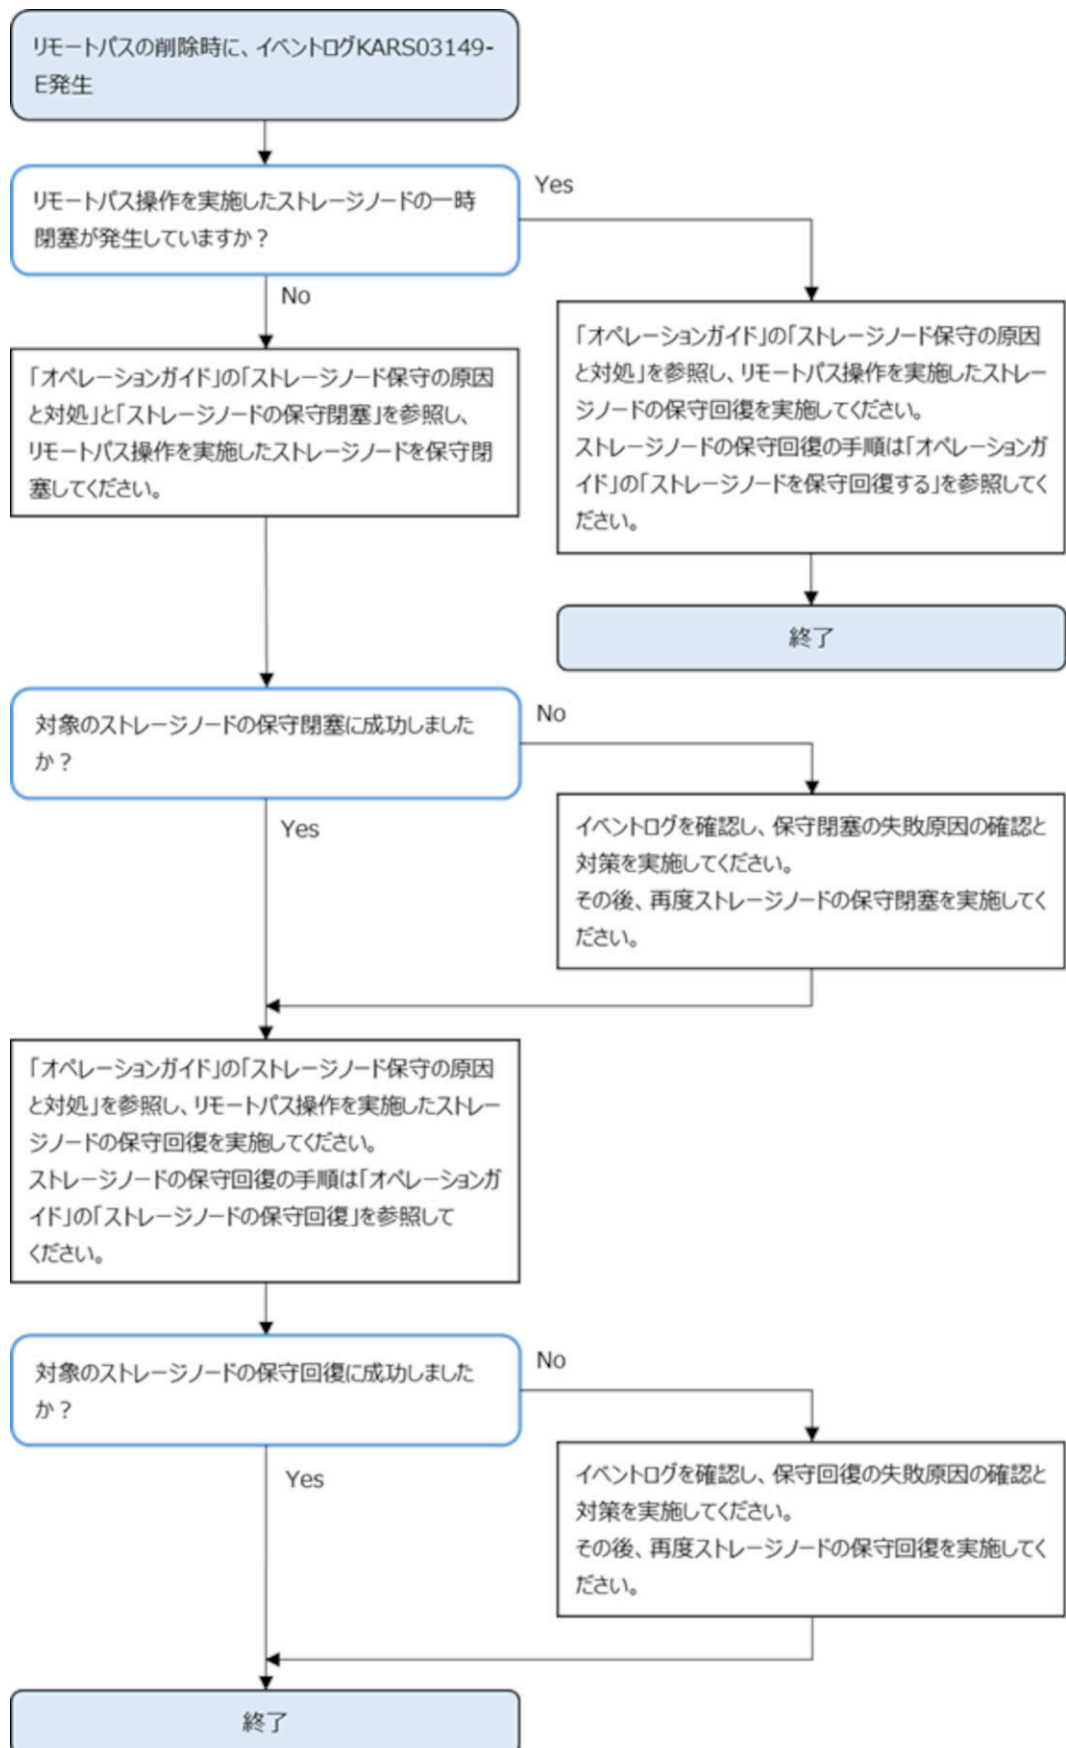 リモートパスの削除時に、イベントログKARS03149-
E発生
リモートパス操作を実施したストレージノードの一時
閉塞が発生していますか？
Yes
No
「オペレーションガイド」の「ストレージノード保守の原因
と対処」と「ストレージノードの保守閉塞」を参照し、
リモートパス操作を実施したストレージノードを保守閉
塞してください。
「オペレーションガイド」の「ストレージノード保守の原因
と対処」を参照し、リモートパス操作を実施したストレー
ジノードの保守回復を実施してください。
ストレージノードの保守回復の手順は「オペレーションガ
イド」の「ストレージノードを保守回復する」を参照してく
ださい。
終了
対象のストレージノードの保守閉塞に成功しました
か？
No
Yes
イベントログを確認し、保守閉塞の失敗原因の確認と
対策を実施してください。
その後、再度ストレージノードの保守閉塞を実施してく
ださい。
「オペレーションガイド」の「ストレージノード保守の原因
と対処」を参照し、リモートパス操作を実施したストレー
ジノードの保守回復を実施してください。
ストレージノードの保守回復の手順は「オペレーションガ
イド」の「ストレージノードの保守回復」を参照して
ください。
対象のストレージノードの保守回復に成功しました
か？
No
Yes
イベントログを確認し、保守回復の失敗原因の確認と
対策を実施してください。
その後、再度ストレージノードの保守回復を実施してく
ださい。
終了